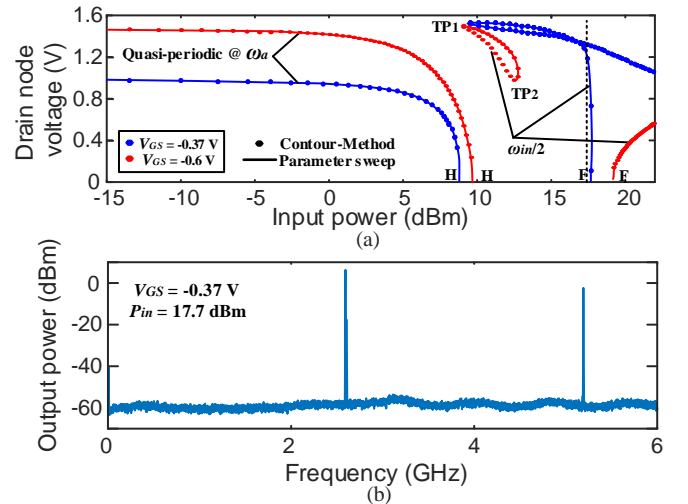 1.6
1.2
0.8
0.4
0
Drain node
voltage (V)
TP1
Quasi-periodic @ ωa
TP2
VGS = -0.37 V
VGS = -0.6 V
Contour-Method
Parameter sweep
ωin/2
H
H
F
F
-15
-10
-5
0
5
10
15
20
Input power (dBm)
(a)
0
-20
-40
-60
Output power (dBm)
VGS = -0.37 V
Pin = 17.7 dBm
0
2
4
6
Frequency (GHz)
(b)